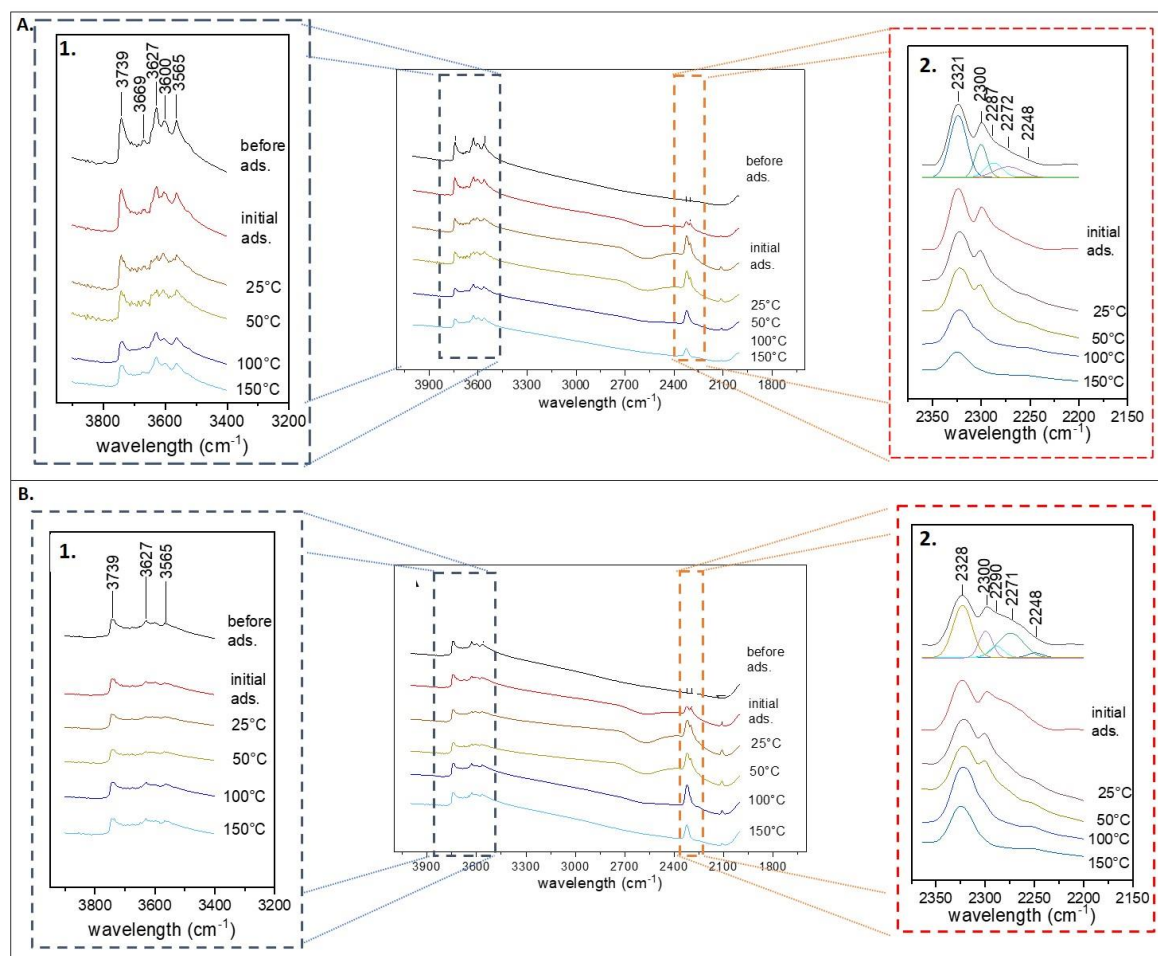 A.
1.
3739
3669
3627
3600
3565
before
ads.
initial
ads.
25°C
50°C
100°C
150°C
3800 3600 3400 3200
wavelength (cm-1)
before
ads.
initial
ads.
25°C
50°C
100°C
150°C
3900 3600 3300 3000 2700 2400 2100 1800
wavelength (cm-1)
2.
2321
2300
2287
2272
2248
initial
ads.
25°C
50°C
100°C
150°C
2350 2300 2250 2200 2150
wavelength (cm-1)
B.
1.
3739
3627
3565
before
ads.
initial
ads.
25°C
50°C
100°C
150°C
3800 3600 3400 3200
wavelength (cm-1)
before
ads.
initial
ads.
25°C
50°C
100°C
150°C
3900 3600 3300 3000 2700 2400 2100 1800
wavelength (cm-1)
2.
2328
2300
2290
2271
2248
initial
ads.
25°C
50°C
100°C
150°C
2350 2300 2250 2200 2150
wavelength (cm-1)